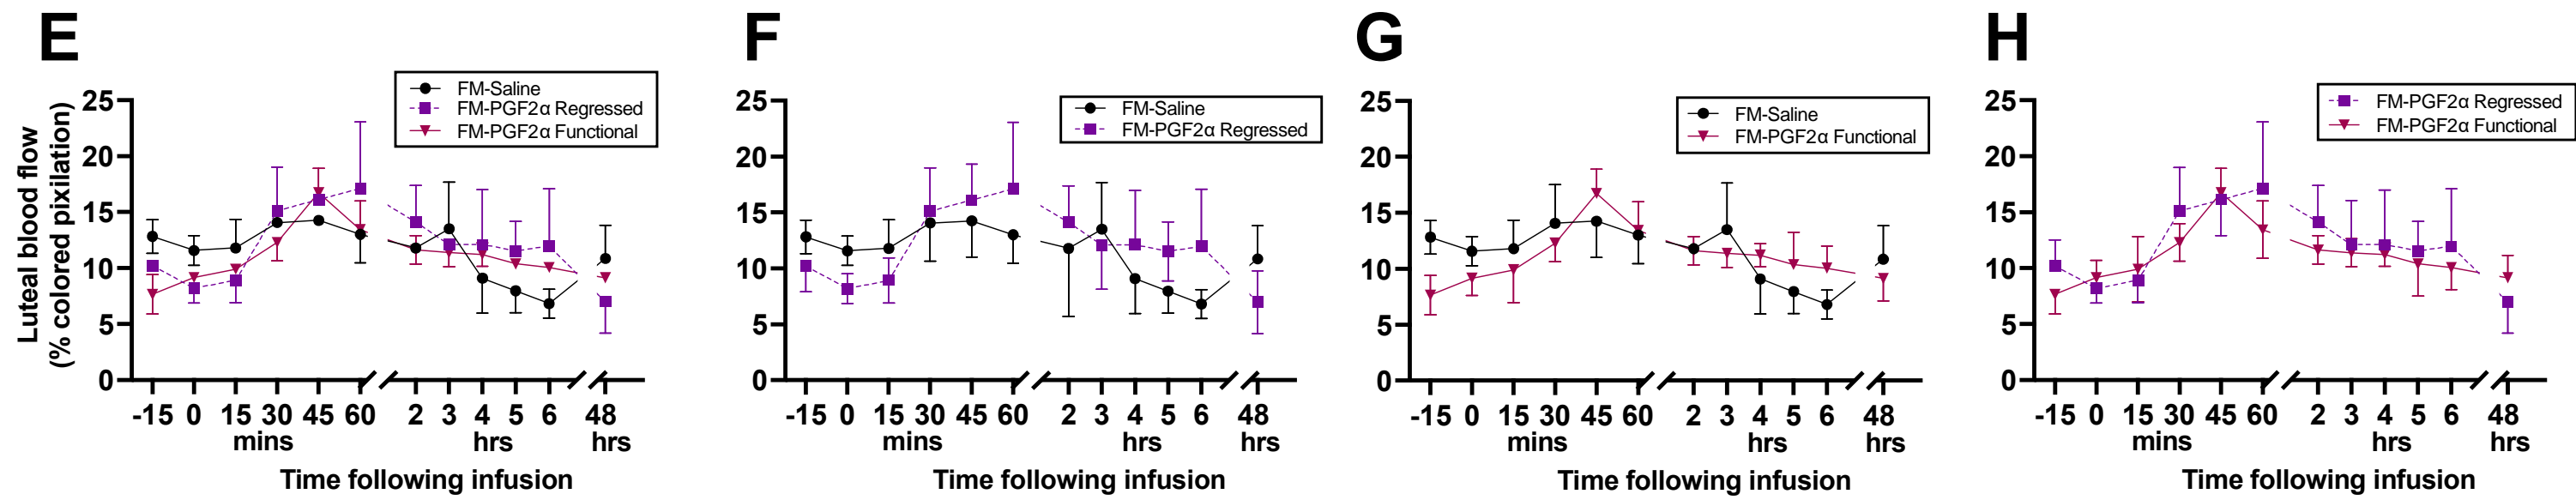 E
FM-Saline
FM-PGF2α Regressed
FM-PGF2α Functional
Luteal blood flow
(% colored pixilation)
25
20
15
10
5
0
-15 0 15 30 45 60 2 3 4 5 6 48
mins hrs hrs
Time following infusion
F
FM-Saline
FM-PGF2α Regressed
25
20
15
10
5
0
-15 0 15 30 45 60 2 3 4 5 6 48
mins hrs hrs
Time following infusion
G
FM-Saline
FM-PGF2α Functional
25
20
15
10
5
0
-15 0 15 30 45 60 2 3 4 5 6 48
mins hrs hrs
Time following infusion
H
FM-PGF2α Regressed
FM-PGF2α Functional
25
20
15
10
5
0
-15 0 15 30 45 60 2 3 4 5 6 48
mins hrs hrs
Time following infusion